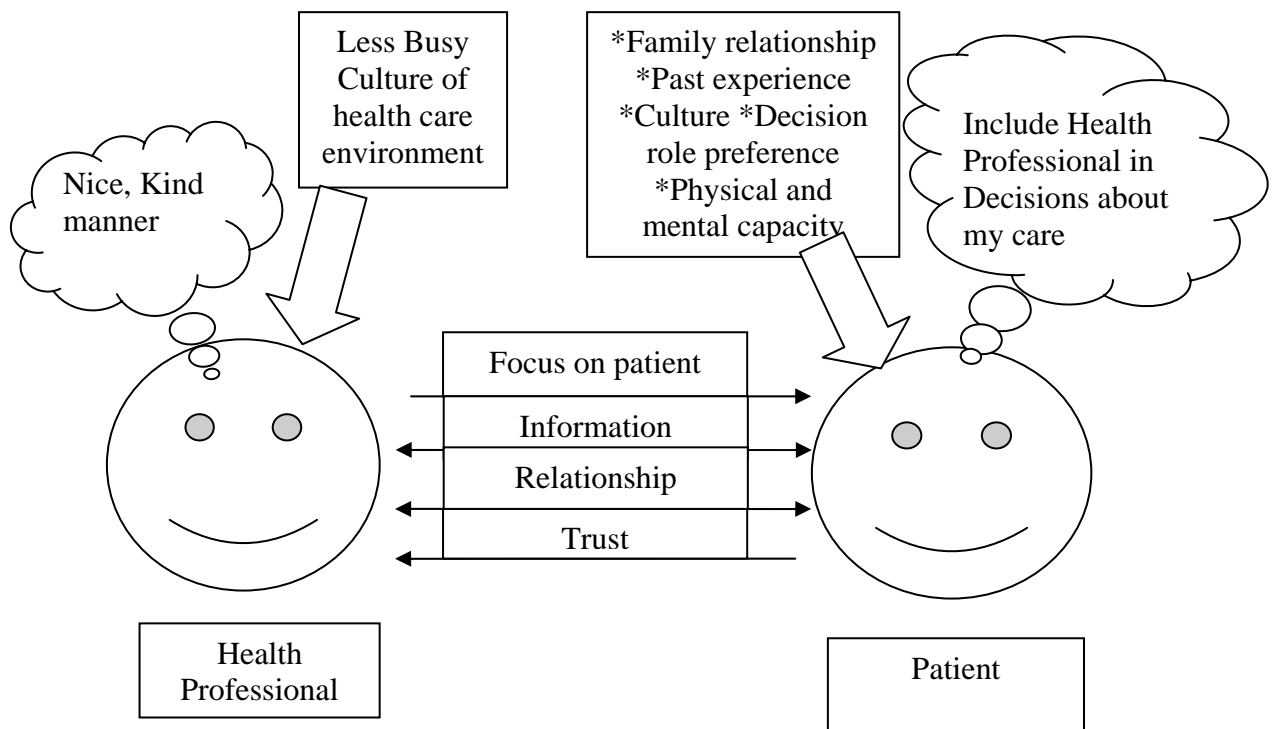 Less Busy
Culture of
health care
environment
*Family relationship
*Past experience
*Culture *Decision
role preference
*Physical and
mental capacity
Include Health
Professional in
Decisions about
my care
Nice, Kind
manner
Focus on patient
Information
Relationship
Trust
Health
Professional
Patient